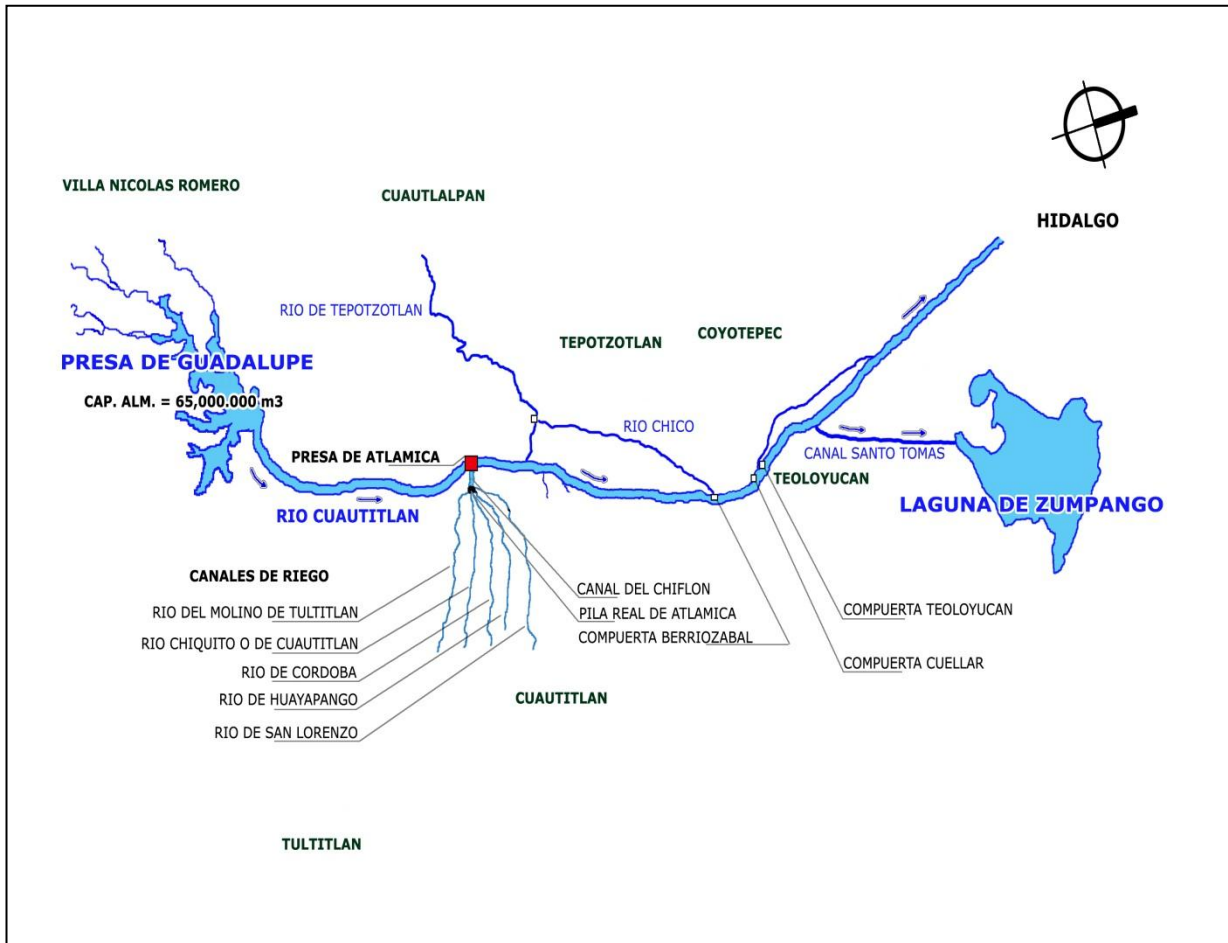 VILLA NICOLAS ROMERO
CUAUTLALPAN
HIDALGO
RIO DE TEPOTZOTLAN
TEPOTZOTLAN
COYOTEPEC
PRESA DE GUADALUPE
CAP. ALM. = 65,000.000 m3
RIO CHICO
PRESA DE ATLAMICA
CANAL SANTO TOMAS
TEOLOYUCAN
LAGUNA DE ZUMPANGO
RIO CUAUTITLAN
CANALES DE RIEGO
RIO DEL MOLINO DE TULTITLAN
RIO CHIQUITO O DE CUAUTITLAN
RIO DE CORDOBA
RIO DE HUAYAPANGO
RIO DE SAN LORENZO
CANAL DEL CHIFLON
PILA REAL DE ATLAMICA
COMPUERTA BERRIOZABAL
COMPUERTA TEOLOYUCAN
COMPUERTA CUELLAR
CUAUTITLAN
TULTITLAN